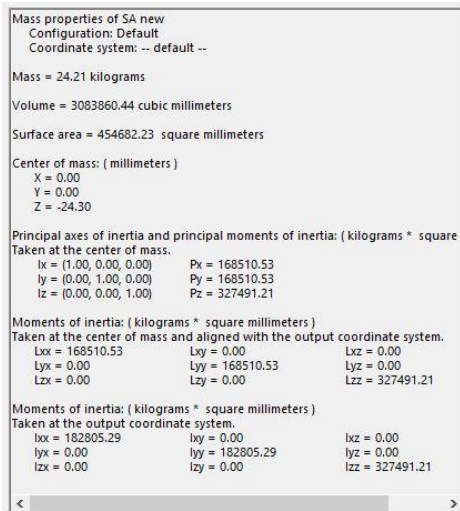 Mass properties of SA new
Configuration: Default
Coordinate system: -- default --
Mass = 24.21 kilograms
Volume = 3083860.44 cubic millimeters
Surface area = 454682.23 square millimeters
Center of mass: ( millimeters )
X = 0.00
Y = 0.00
Z = -24.30
Principal axes of inertia and principal moments of inertia: ( kilograms * square
Taken at the center of mass.
Ix = (1.00, 0.00, 0.00) Px = 168510.53
Iy = (0.00, 1.00, 0.00) Py = 168510.53
Iz = (0.00, 0.00, 1.00) Pz = 327491.21
Moments of inertia: ( kilograms * square millimeters )
Taken at the center of mass and aligned with the output coordinate system.
Lxx = 168510.53 Lxy = 0.00 Lxz = 0.00
Lyx = 0.00 Lyy = 168510.53 Lyz = 0.00
Lzx = 0.00 Lzy = 0.00 Lzz = 327491.21
Moments of inertia: ( kilograms * square millimeters )
Taken at the output coordinate system.
Ixx = 182805.29 Ixy = 0.00 Ixz = 0.00
Iyx = 0.00 Iyy = 182805.29 Iyz = 0.00
Izx = 0.00 Izy = 0.00 Izz = 327491.21